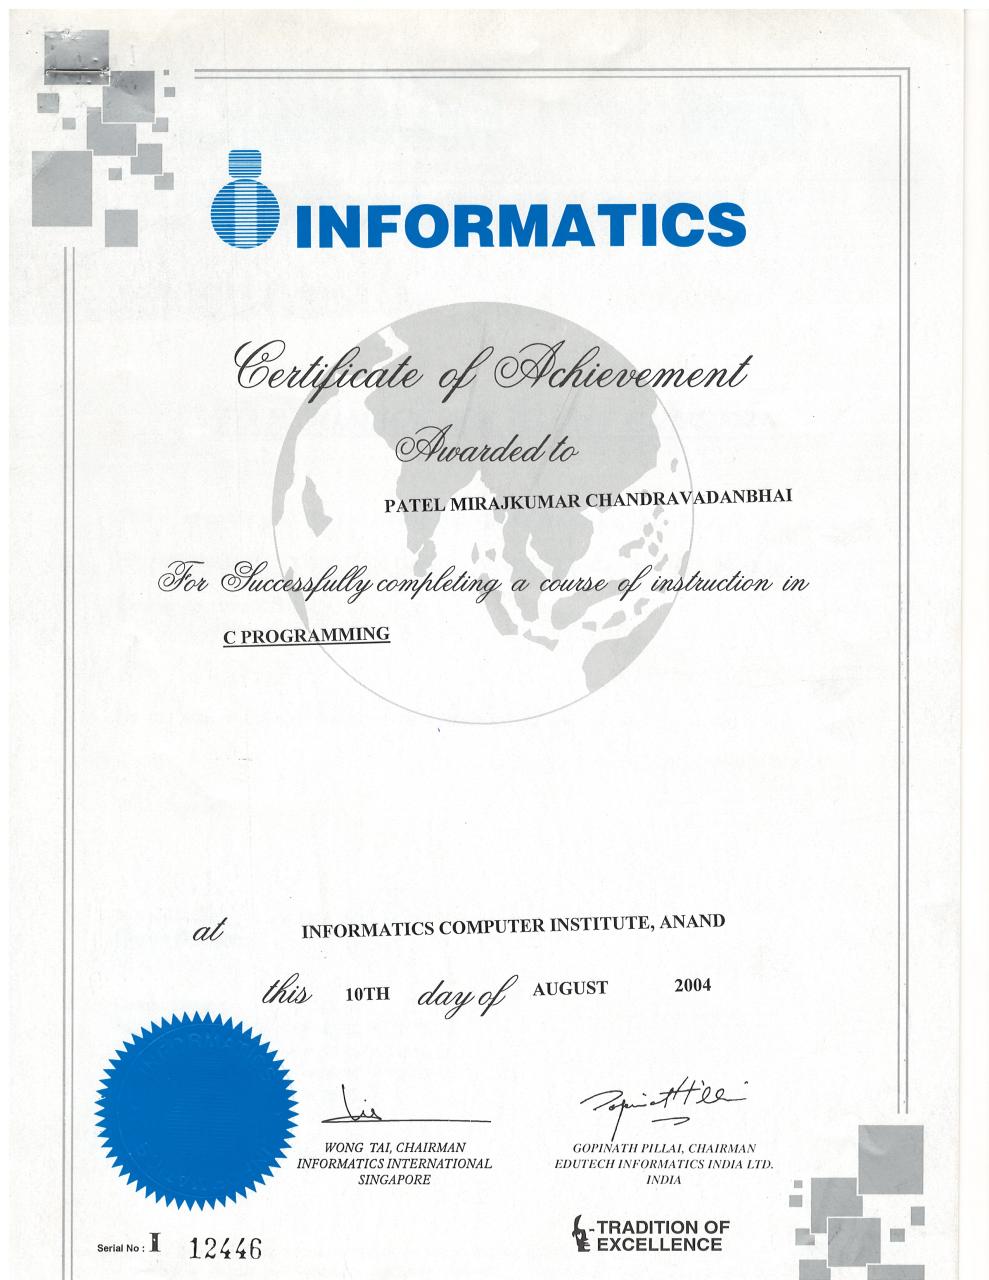 INFORMATICS
Certificate of Achievement
Awarded to
PATEL MIRAJKUMAR CHANDRAVADANBHAI
For Successfully completing a course of instruction in
C PROGRAMMING
at INFORMATICS COMPUTER INSTITUTE, ANAND
this 10TH day of AUGUST 2004
WONG TAI, CHAIRMAN
INFORMATICS INTERNATIONAL
SINGAPORE
GOPINATH PILLAI, CHAIRMAN
EDUTECH INFORMATICS INDIA LTD.
INDIA
Serial No : I 12446
-TRADITION OF
EXCELLENCE